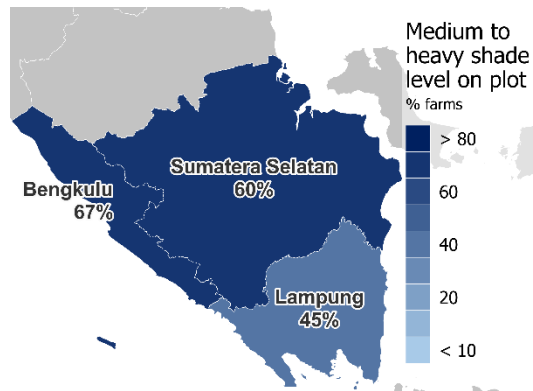 Medium to
heavy shade
level on plot
% farms
> 80
60
40
20
< 10
Sumatera Selatan
60%
Bengkulu
67%
Lampung
45%